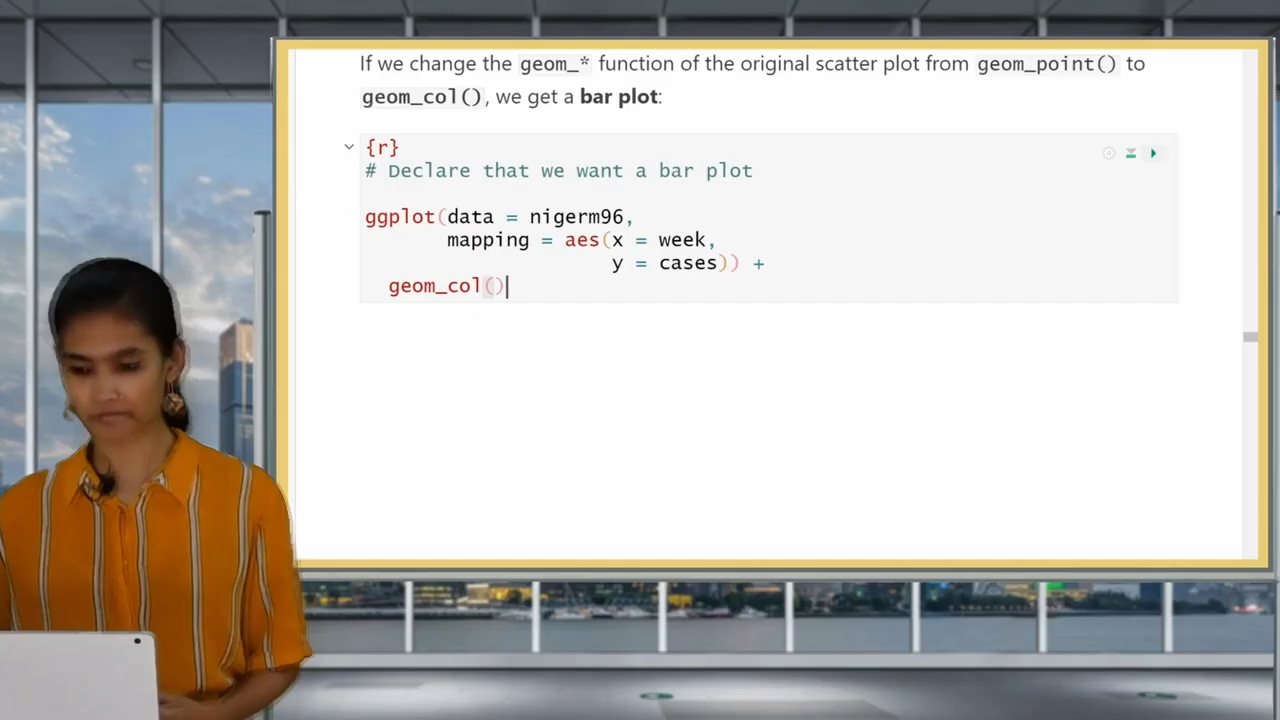 If we change the geom_* function of the original scatter plot from geom_point() to
geom_col(), we get a bar plot:
{r}
# Declare that we want a bar plot
ggplot(data = nigerm96,
mapping = aes(x = week,
y = cases)) +
geom_col()